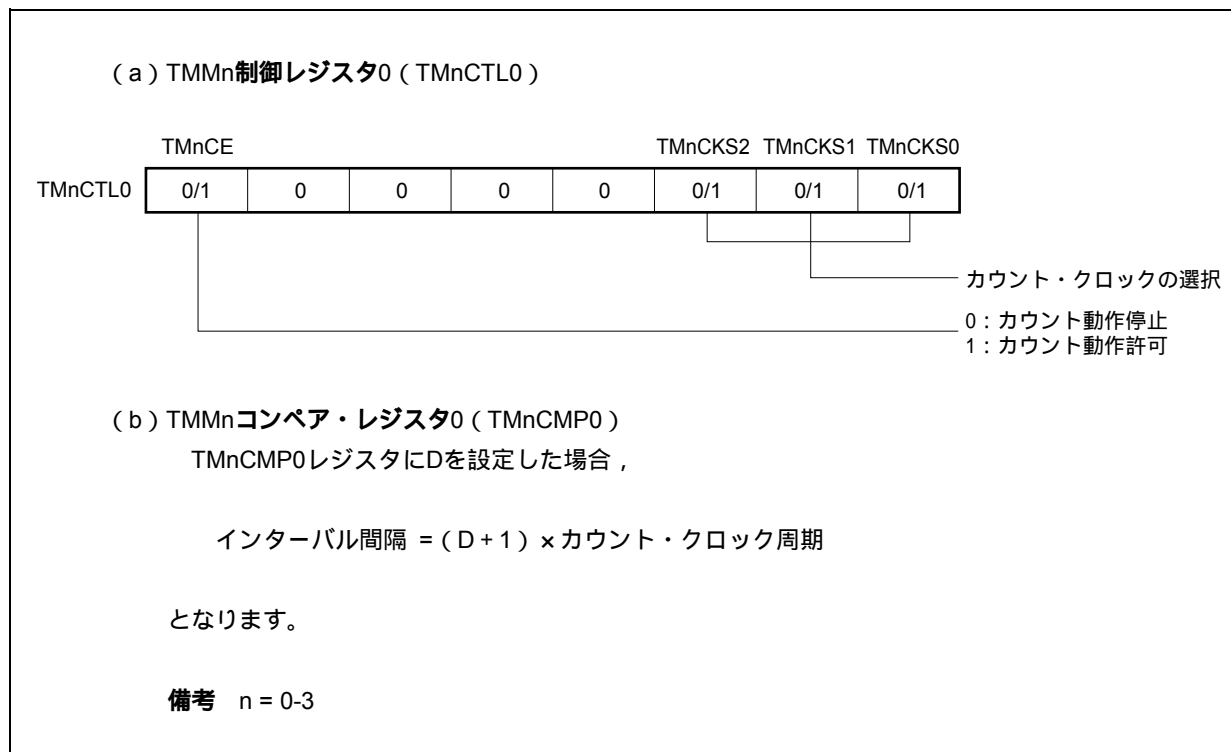 （a）TMMn制御レジスタ0（TMnCTL0）
TMnCE TMnCKS2 TMnCKS1 TMnCKS0
TMnCTL0 0/1 0 0 0 0 0/1 0/1 0/1
カウント・クロックの選択
0：カウント動作停止
1：カウント動作許可
（b）TMMnコンペア・レジスタ0（TMnCMP0）
TMnCMP0レジスタにDを設定した場合，
インターバル間隔 =（D + 1）×カウント・クロック周期
となります。
備考 n = 0-3